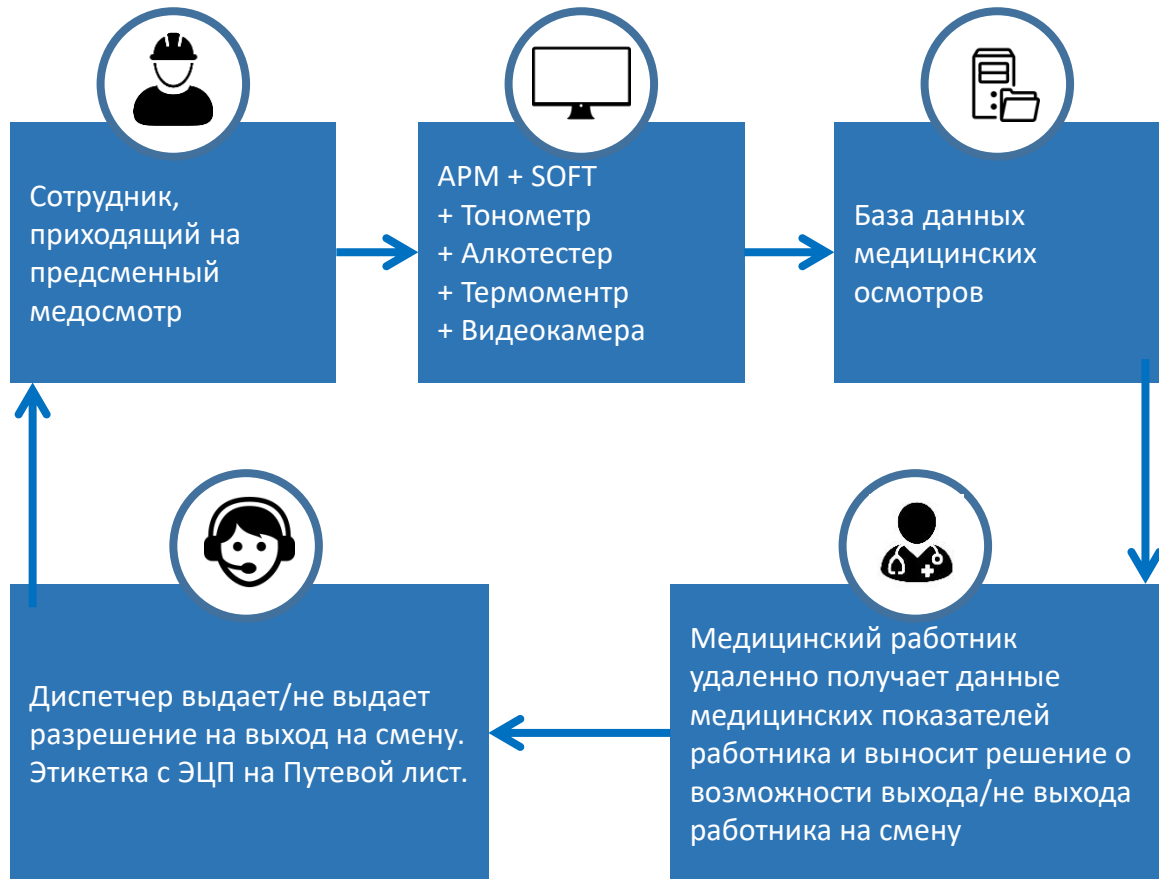 Сотрудник,
приходящий на
предсменный
медосмотр
АРМ + SOFT
+ Тонометр
+ Алкотестер
+ Термоментр
+ Видеокамера
База данных
медицинских
осмотров
Медицинский работник
удаленно получает данные
медицинских показателей
работника и выносит решение о
возможности выхода/не выхода
работника на смену
Диспетчер выдает/не выдает
разрешение на выход на смену.
Этикетка с ЭЦП на Путевой лист.